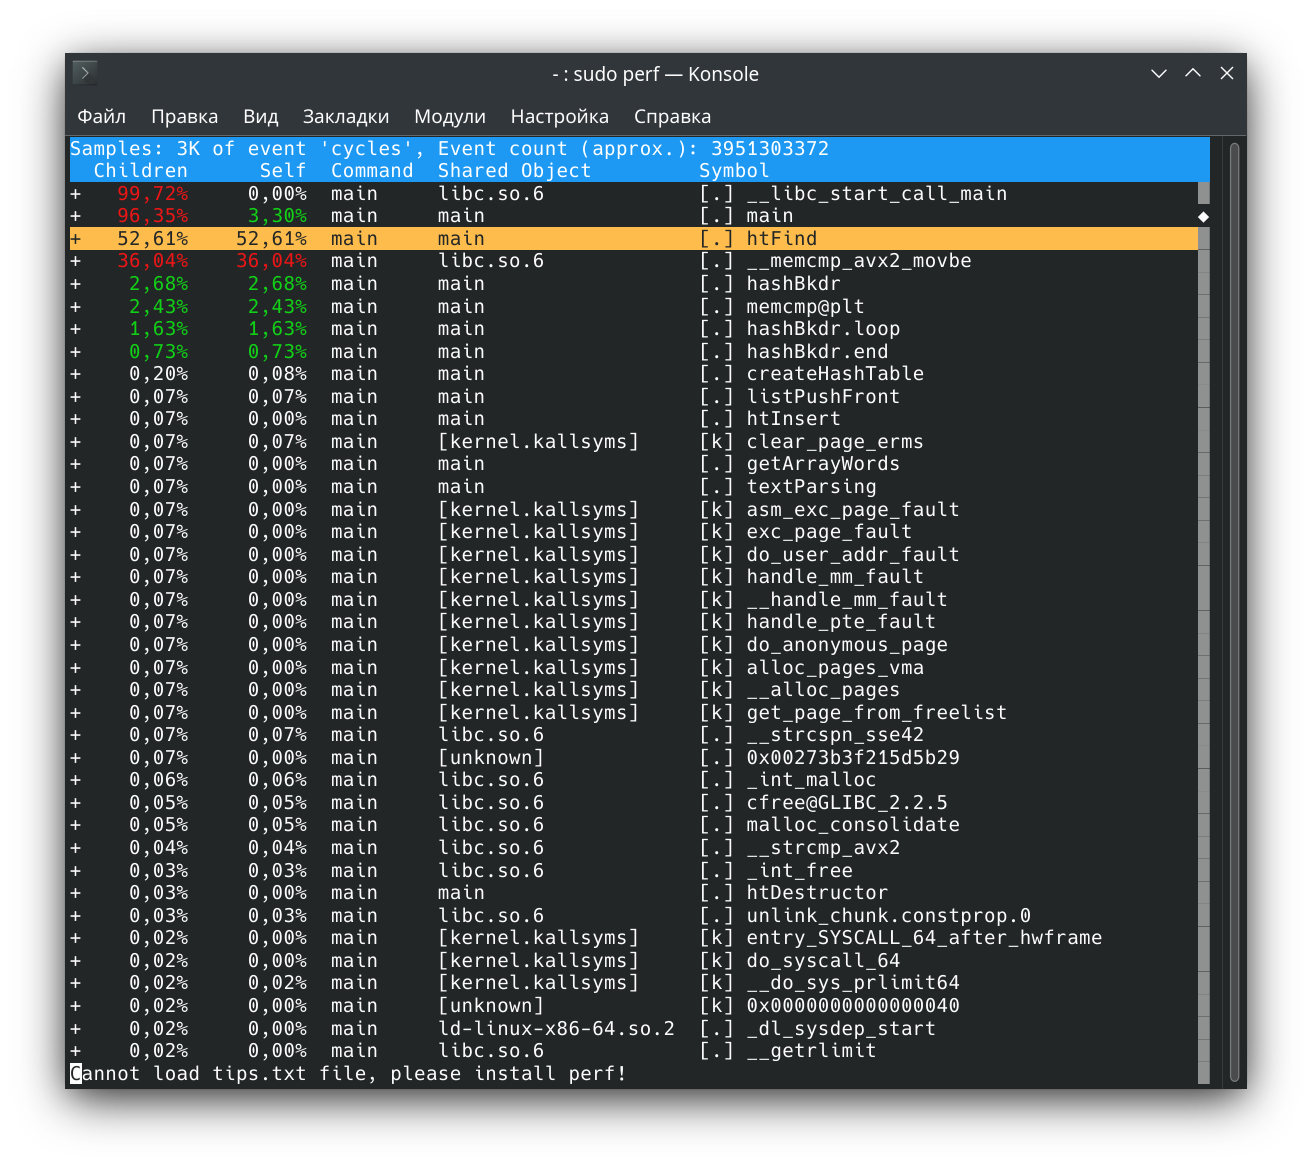 - : sudo perf — Konsole
Файл Правка Вид Закладки Модули Настройка Справка
Samples: 3K of event 'cycles', Event count (approx.): 3951303372
Children Self Command Shared Object Symbol
+ 99,72% 0,00% main libc.so.6 [.] __libc_start_call_main
+ 96,35% 3,30% main main [.] main
+ 52,61% 52,61% main main [.] htFind
+ 36,04% 36,04% main libc.so.6 [.] __memcmp_avx2_movbe
+ 2,68% 2,68% main main [.] hashBkdr
+ 2,43% 2,43% main main [.] memcmp@plt
+ 1,63% 1,63% main main [.] hashBkdr.loop
+ 0,73% 0,73% main main [.] hashBkdr.end
+ 0,20% 0,08% main main [.] createHashTable
+ 0,07% 0,07% main main [.] listPushFront
+ 0,07% 0,00% main main [.] htInsert
+ 0,07% 0,07% main [kernel.kallsyms] [k] clear_page_erms
+ 0,07% 0,00% main main [.] getArrayWords
+ 0,07% 0,00% main main [.] textParsing
+ 0,07% 0,00% main [kernel.kallsyms] [k] asm_exc_page_fault
+ 0,07% 0,00% main [kernel.kallsyms] [k] exc_page_fault
+ 0,07% 0,00% main [kernel.kallsyms] [k] do_user_addr_fault
+ 0,07% 0,00% main [kernel.kallsyms] [k] handle_mm_fault
+ 0,07% 0,00% main [kernel.kallsyms] [k] __handle_mm_fault
+ 0,07% 0,00% main [kernel.kallsyms] [k] handle_pte_fault
+ 0,07% 0,00% main [kernel.kallsyms] [k] do_anonymous_page
+ 0,07% 0,00% main [kernel.kallsyms] [k] alloc_pages_vma
+ 0,07% 0,00% main [kernel.kallsyms] [k] __alloc_pages
+ 0,07% 0,00% main [kernel.kallsyms] [k] get_page_from_freelist
+ 0,07% 0,07% main libc.so.6 [.] __strcspn_sse42
+ 0,07% 0,00% main [unknown] [.] 0x00273b3f215d5b29
+ 0,06% 0,06% main libc.so.6 [.] _int_malloc
+ 0,05% 0,05% main libc.so.6 [.] cfree@GLIBC_2.2.5
+ 0,05% 0,05% main libc.so.6 [.] malloc_consolidate
+ 0,04% 0,04% main libc.so.6 [.] __strcmp_avx2
+ 0,03% 0,03% main libc.so.6 [.] _int_free
+ 0,03% 0,00% main main [.] htDestructor
+ 0,03% 0,03% main libc.so.6 [.] unlink_chunk.constprop.0
+ 0,02% 0,00% main [kernel.kallsyms] [k] entry_SYSCALL_64_after_hwframe
+ 0,02% 0,00% main [kernel.kallsyms] [k] do_syscall_64
+ 0,02% 0,02% main [kernel.kallsyms] [k] __do_sys_prlimit64
+ 0,02% 0,00% main [unknown] [k] 0x0000000000000040
+ 0,02% 0,00% main ld-linux-x86-64.so.2 [.] _dl_sysdep_start
+ 0,02% 0,00% main libc.so.6 [.] __getrlimit
Cannot load tips.txt file, please install perf!